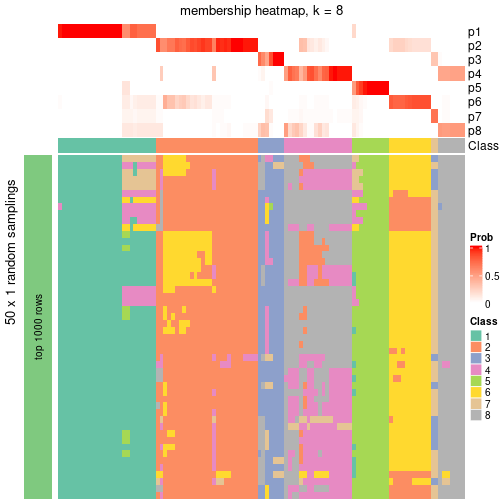 membership heatmap, k = 8
p1
p2
p3
p4
p5
p6
p7
p8
Class
50 x 1 random samplings
top 1000 rows
Prob
1
0.5
0
Class
1
2
3
4
5
6
7
8